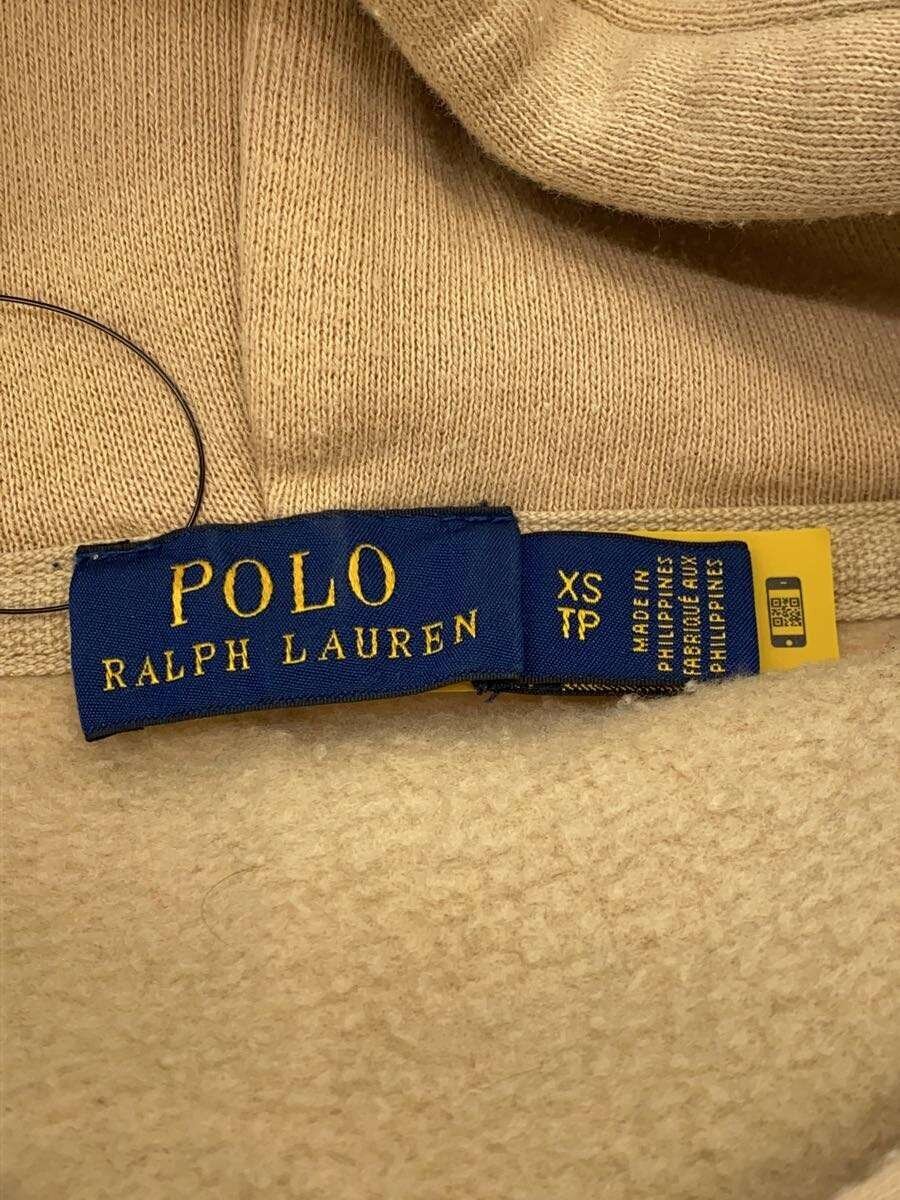 POLO
RALPH LAUREN
XS
TP
MADE IN
PHILIPPINES
FABRIQUÉ AUX
PHILIPPINES